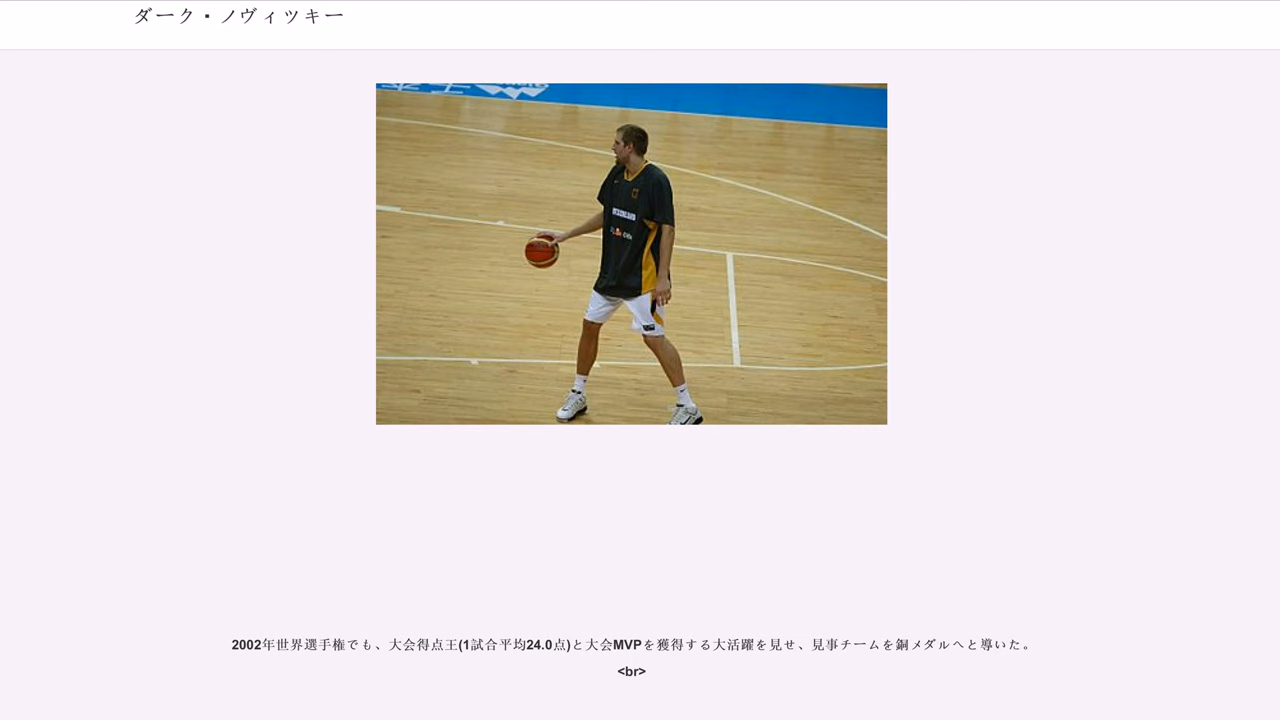 ダーク・ノヴィツキー
2002年世界選手権でも、大会得点王(1試合平均24.0点)と大会MVPを獲得する大活躍を見せ、見事チームを銅メダルへと導いた。
<br>